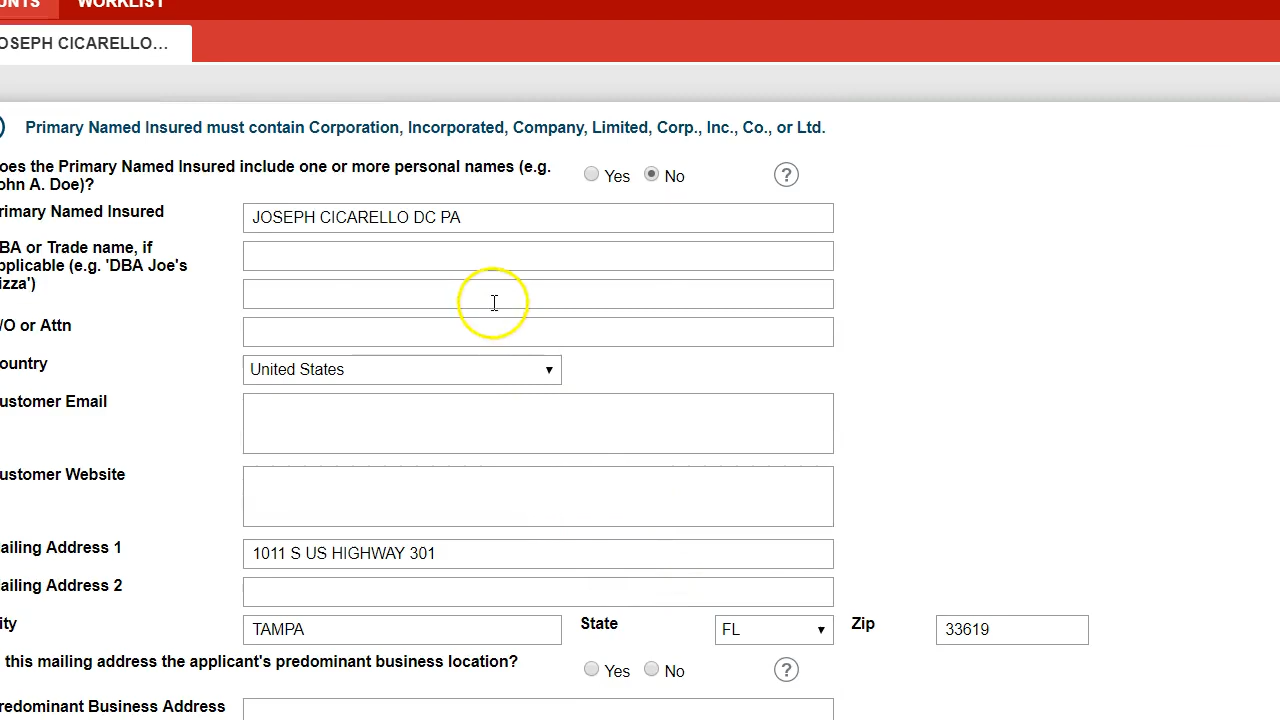 UNTS WORKLIST
OSEPH CICARELLO...
Primary Named Insured must contain Corporation, Incorporated, Company, Limited, Corp., Inc., Co., or Ltd.
oes the Primary Named Insured include one or more personal names (e.g.
ohn A. Doe)?
Yes No ?
rimary Named Insured JOSEPH CICARELLO DC PA
BA or Trade name, if
pplicable (e.g. 'DBA Joe's
izza')
/O or Attn
ountry United States
ustomer Email
ustomer Website
ailing Address 1 1011 S US HIGHWAY 301
ailing Address 2
ity TAMPA State FL Zip 33619
this mailing address the applicant's predominant business location? Yes No ?
redominant Business Address